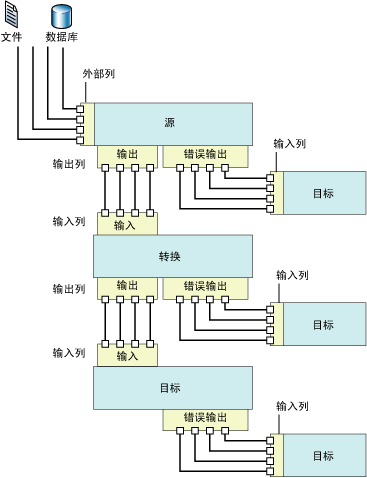 文件
数据库
外部列
源
输出
错误输出
输出列
输入列
目标
输入列
输入
转换
输出
错误输出
输出列
输入列
目标
输入列
输入
目标
错误输出
输入列
目标